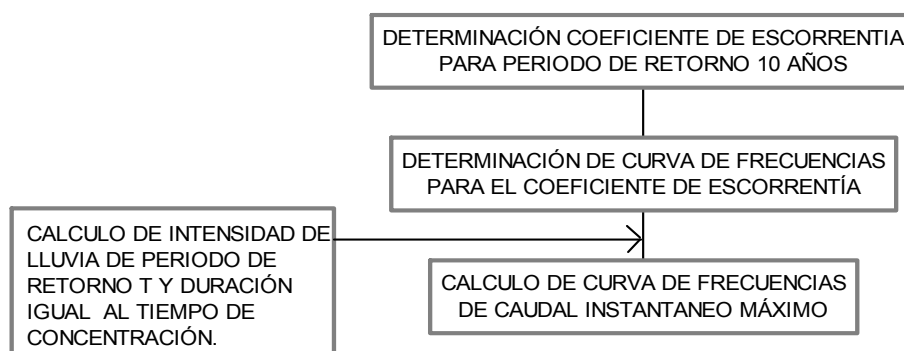 DETERMINACIÓN COEFICIENTE DE ESCORRENTIA
PARA PERIODO DE RETORNO 10 AÑOS
DETERMINACIÓN DE CURVA DE FRECUENCIAS
PARA EL COEFICIENTE DE ESCORRENTÍA
CALCULO DE INTENSIDAD DE
LLUVIA DE PERIODO DE
RETORNO T Y DURACIÓN
IGUAL AL TIEMPO DE
CONCENTRACIÓN.
CALCULO DE CURVA DE FRECUENCIAS
DE CAUDAL INSTANTANEO MÁXIMO